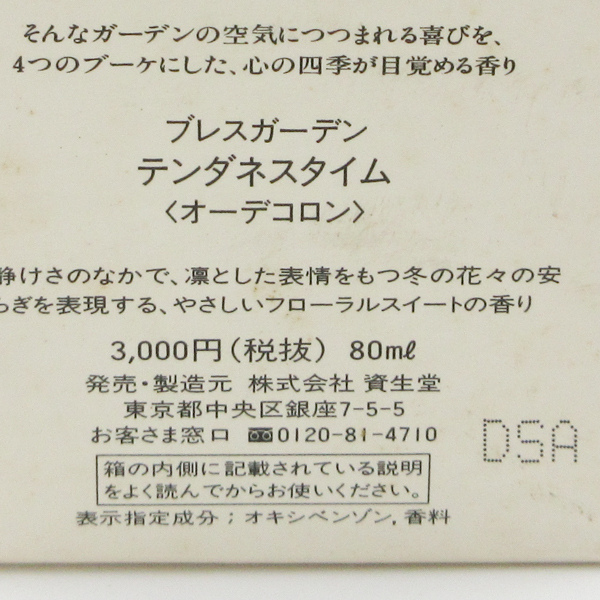 そんなガーデンの空気につつまれる喜びを、
4つのブーケにした、心の四季が目覚める香り
ブレスガーデン
テンダネスタイム
〈オーデコロン〉
静けさのなかで、凛とした表情をもつ冬の花々の安
らぎを表現する、やさしいフローラルスイートの香り
3,000円(税抜) 80ml
発売・製造元 株式会社 資生堂
東京都中央区銀座7-5-5
お客さま窓口 0120-81-4710
DSA
箱の内側に記載されている説明
をよく読んでからお使いください。
表示指定成分；オキシベンゾン,香料